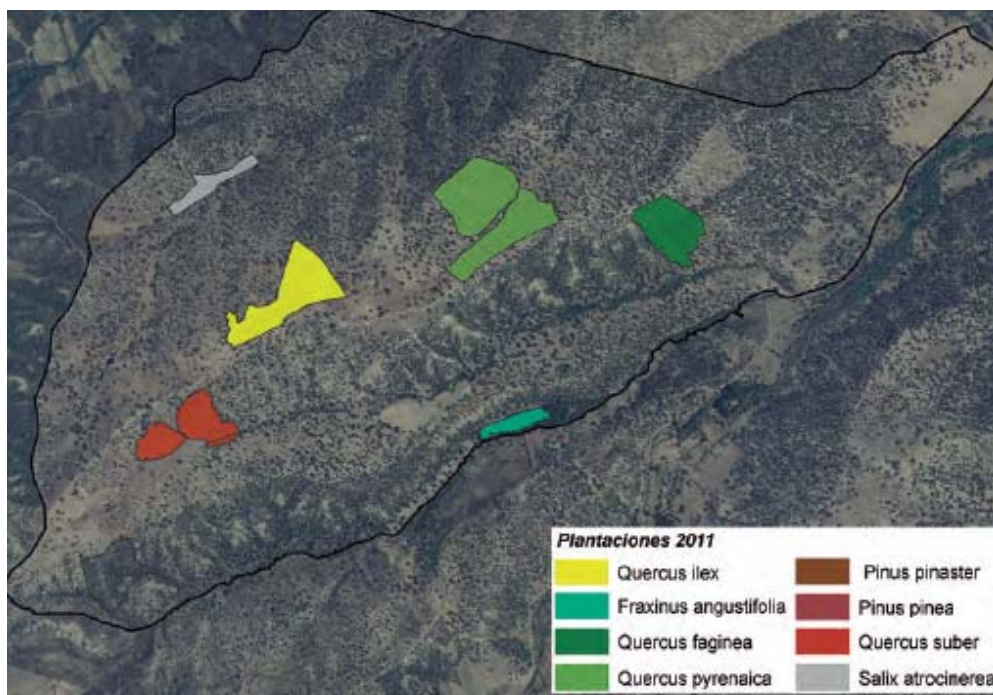 Plantaciones 2011
Quercus ilex
Fraxinus angustifolia
Quercus faginea
Quercus pyrenaica
Pinus pinaster
Pinus pinea
Quercus suber
Salix atrocinerea